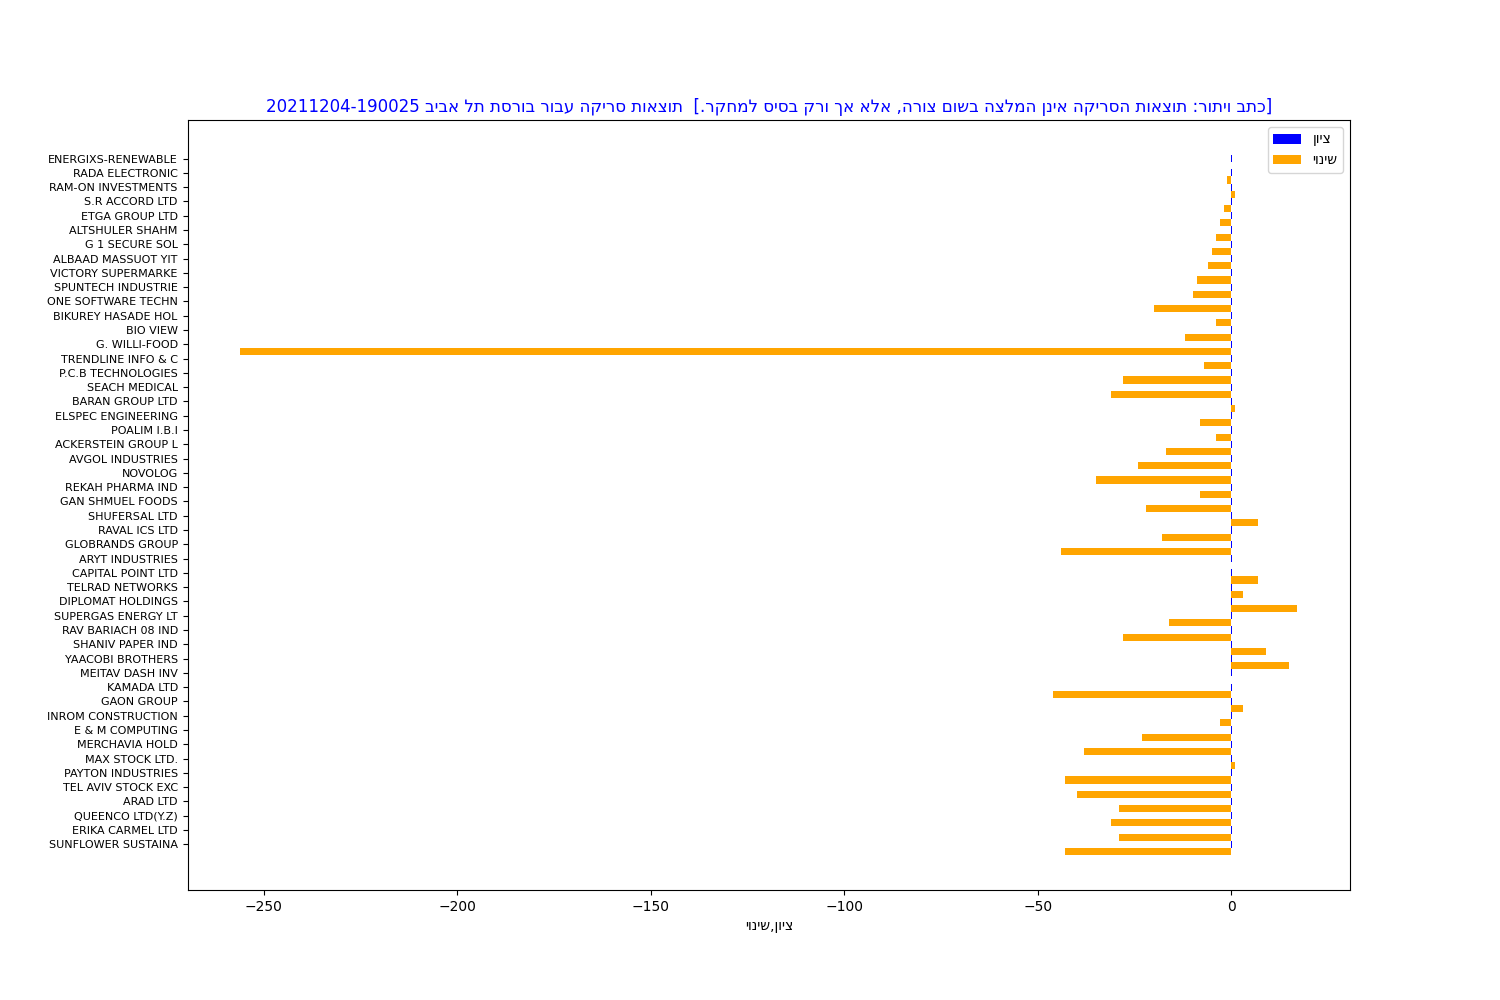 [כתב ויתור: תוצאות הסריקה אינן המלצה בשום צורה, אלא אך ורק בסיס למחקר.]  תוצאות סריקה עבור בורסת תל אביב 20211204-190025
ציון
שינוי
ENERGIXS-RENEWABLE
RADA ELECTRONIC
RAM-ON INVESTMENTS
S.R ACCORD LTD
ETGA GROUP LTD
ALTSHULER SHAHM
G 1 SECURE SOL
ALBAAD MASSUOT YIT
VICTORY SUPERMARKE
SPUNTECH INDUSTRIE
ONE SOFTWARE TECHN
BIKUREY HASADE HOL
BIO VIEW
G. WILLI-FOOD
TRENDLINE INFO & C
P.C.B TECHNOLOGIES
SEACH MEDICAL
BARAN GROUP LTD
ELSPEC ENGINEERING
POALIM I.B.I
ACKERSTEIN GROUP L
AVGOL INDUSTRIES
NOVOLOG
REKAH PHARMA IND
GAN SHMUEL FOODS
SHUFERSAL LTD
RAVAL ICS LTD
GLOBRANDS GROUP
ARYT INDUSTRIES
CAPITAL POINT LTD
TELRAD NETWORKS
DIPLOMAT HOLDINGS
SUPERGAS ENERGY LT
RAV BARIACH 08 IND
SHANIV PAPER IND
YAACOBI BROTHERS
MEITAV DASH INV
KAMADA LTD
GAON GROUP
INROM CONSTRUCTION
E & M COMPUTING
MERCHAVIA HOLD
MAX STOCK LTD.
PAYTON INDUSTRIES
TEL AVIV STOCK EXC
ARAD LTD
QUEENCO LTD(Y.Z)
ERIKA CARMEL LTD
SUNFLOWER SUSTAINA
−250 −200 −150 −100 −50 0
ציון,שינוי